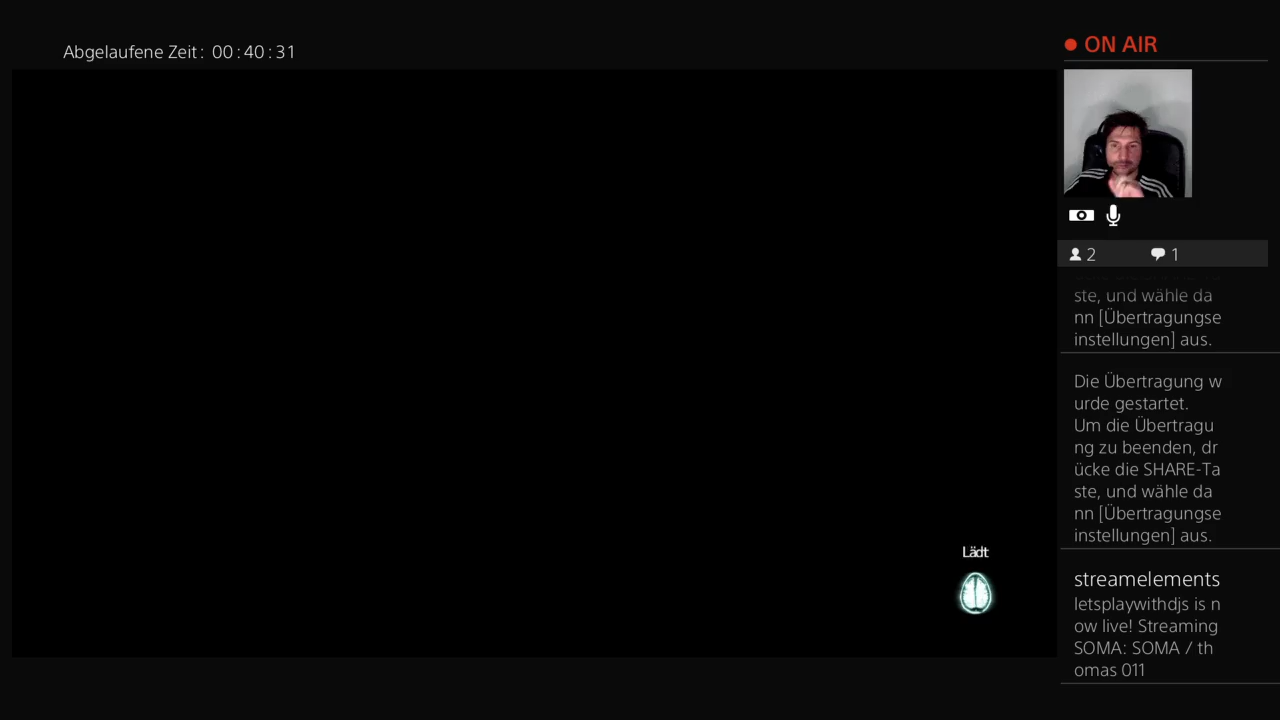 Abgelaufene Zeit: 00:40:31
ON AIR
2
1
ste, und wähle da
nn [Übertragungse
instellungen] aus.
Die Übertragung w
urde gestartet.
Um die Übertragu
ng zu beenden, dr
ücke die SHARE-Ta
ste, und wähle da
nn [Übertragungse
instellungen] aus.
Lädt
streamelements
letsplaywithdjs is n
ow live! Streaming
SOMA: SOMA / th
omas 011